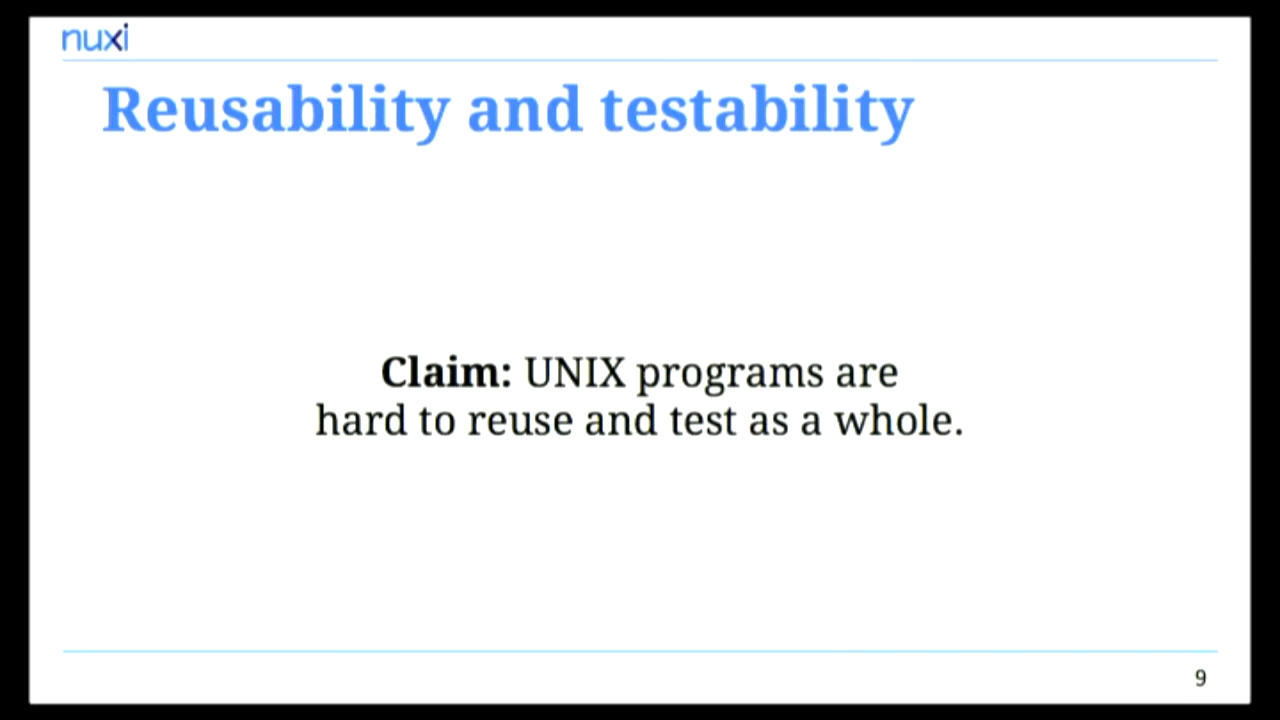 nuxi
Reusability and testability
Claim: UNIX programs are
hard to reuse and test as a whole.
9